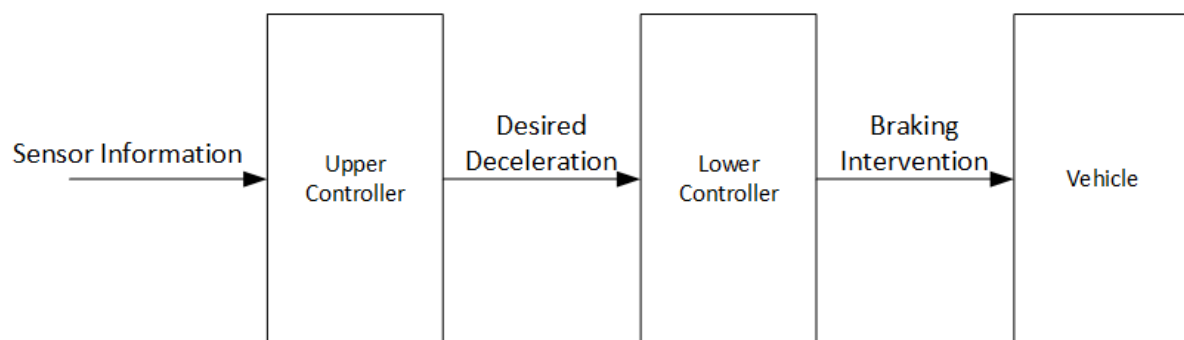 Sensor Information
Upper
Controller
Desired
Deceleration
Lower
Controller
Braking
Intervention
Vehicle